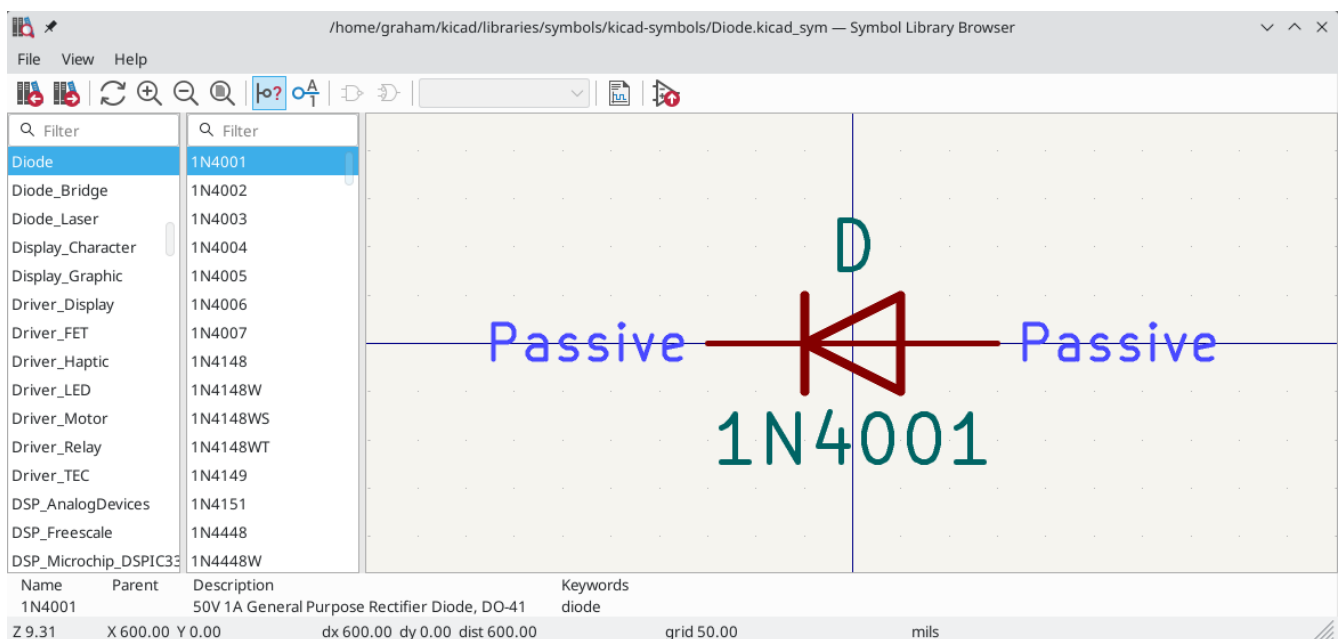 /home/graham/kicad/libraries/symbols/kicad-symbols/Diode.kicad_sym — Symbol Library Browser
File View Help
Filter
Diode
Diode_Bridge
Diode_Laser
Display_Character
Display_Graphic
Driver_Display
Driver_FET
Driver_Haptic
Driver_LED
Driver_Motor
Driver_Relay
Driver_TEC
DSP_AnalogDevices
DSP_Freescale
DSP_Microchip_DSPIC33
Filter
1N4001
1N4002
1N4003
1N4004
1N4005
1N4006
1N4007
1N4148
1N4148W
1N4148WS
1N4148WT
1N4149
1N4151
1N4448
1N4448W
D
Passive Passive
1N4001
Name Parent Description Keywords
1N4001 50V 1A General Purpose Rectifier Diode, DO-41 diode
Z 9.31 X 600.00 Y 0.00 dx 600.00 dy 0.00 dist 600.00 grid 50.00 mils